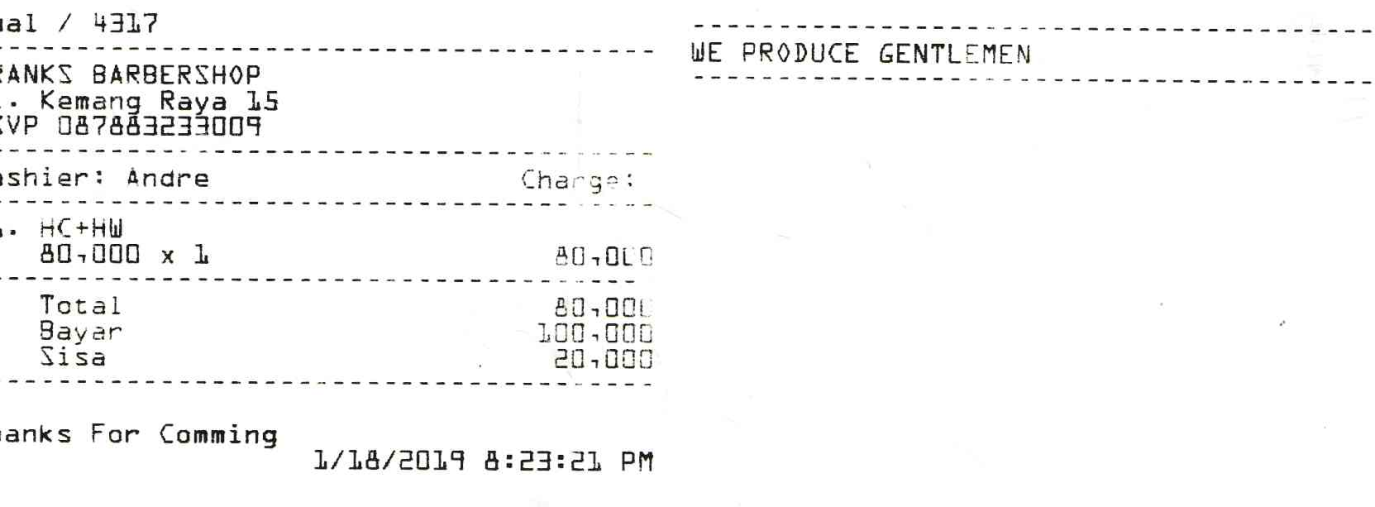 ual / 4317
RANKS BARBERSHOP
. Kemang Raya 15
VP 087883233009
ashier: Andre Charge:
. HC+HW
80,000 x 1 80,000
Total 80,000
Bayar 100,000
Sisa 20,000
anks For Comming
1/18/2019 8:23:21 PM
WE PRODUCE GENTLEMEN